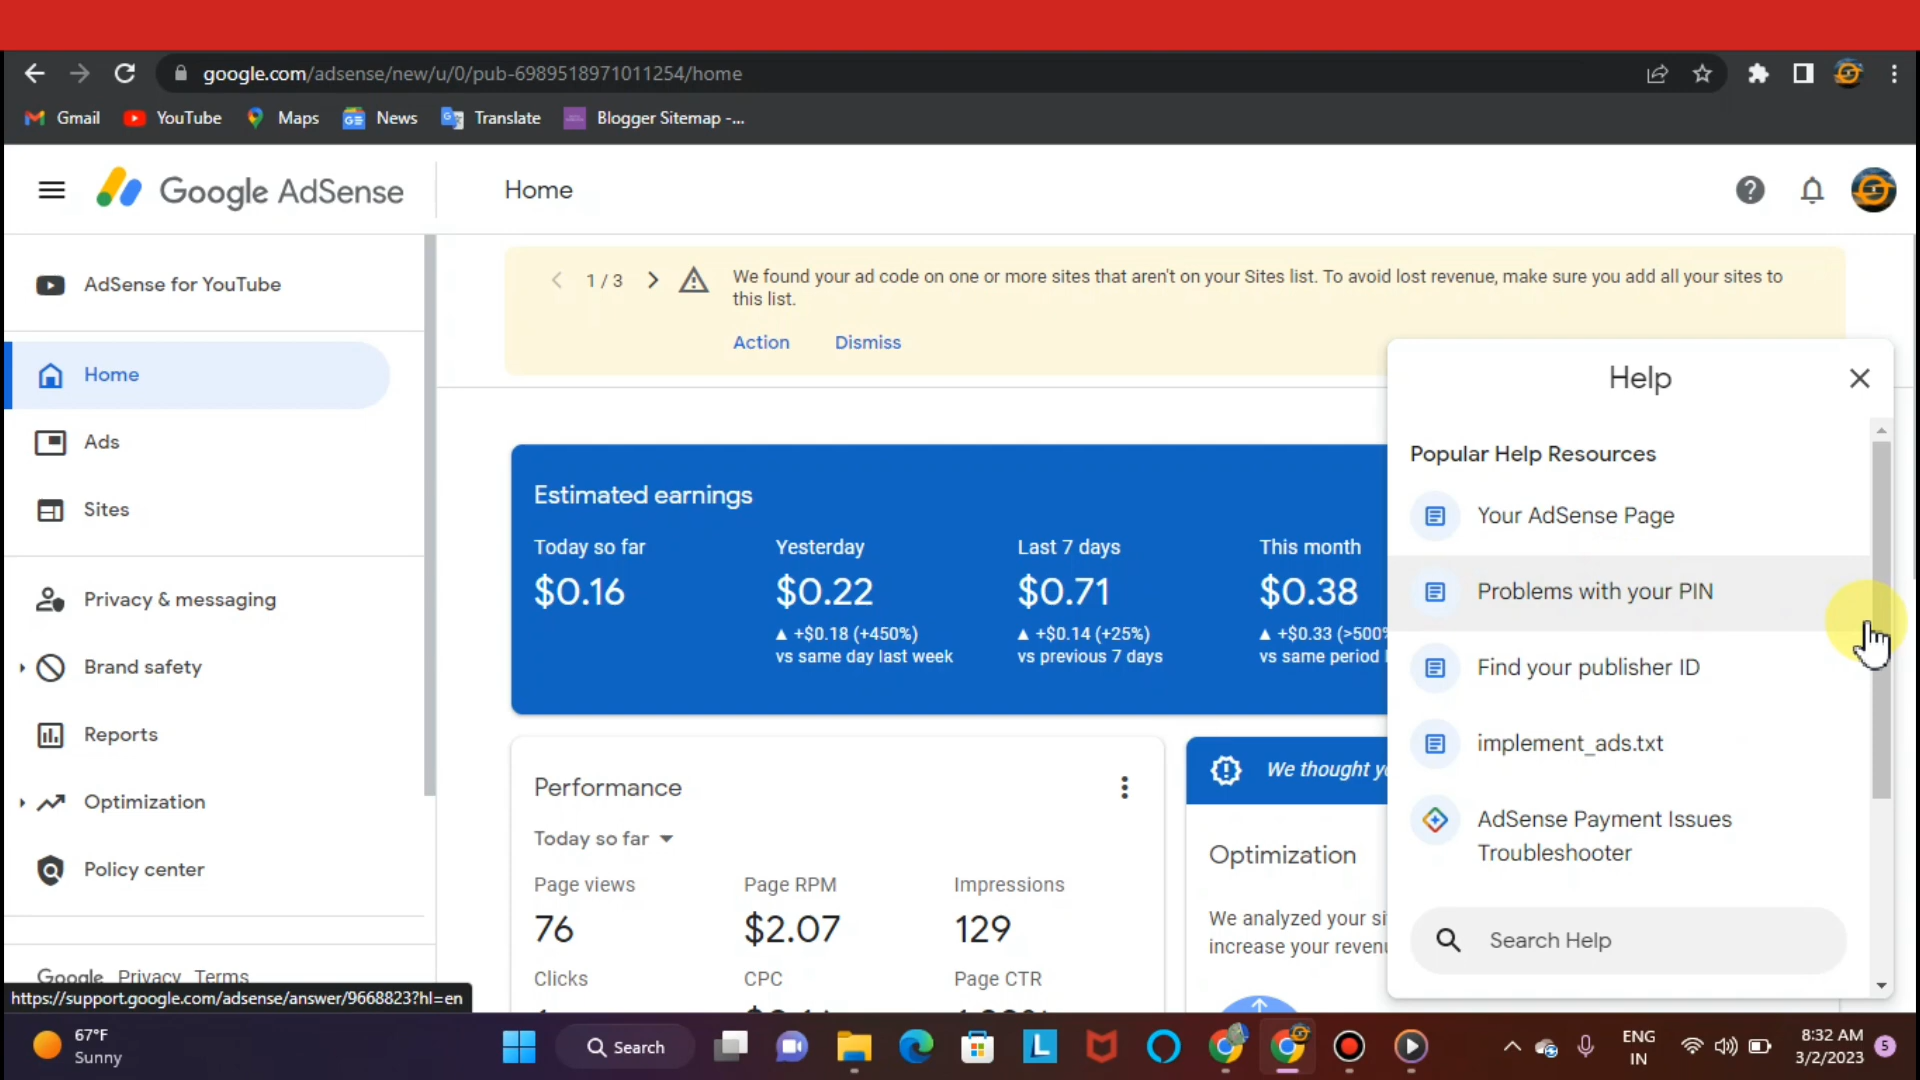 google.com/adsense/new/u/0/pub-6989518971011254/home
Gmail YouTube Maps News Translate Blogger Sitemap -...
Google AdSense
Home
AdSense for YouTube
Home
Ads
Sites
Privacy & messaging
Brand safety
Reports
Optimization
Policy center
Google Privacy Terms
https://support.google.com/adsense/answer/9668823?hl=en
1 / 3
We found your ad code on one or more sites that aren't on your Sites list. To avoid lost revenue, make sure you add all your sites to
this list.
Action Dismiss
Estimated earnings
Today so far
$0.16
Yesterday
$0.22
▲ +$0.18 (+450%)
vs same day last week
Last 7 days
$0.71
▲ +$0.14 (+25%)
vs previous 7 days
This month
$0.38
▲ +$0.33 (>500%
vs same period
Performance
Today so far
Page views
76
Page RPM
$2.07
Impressions
129
Clicks
CPC
Page CTR
We thought
Optimization
We analyzed your
increase your
Help
Popular Help Resources
Your AdSense Page
Problems with your PIN
Find your publisher ID
implement_ads.txt
AdSense Payment Issues
Troubleshooter
Search Help
67°F
Sunny
Search
L
ENG
IN
8:32 AM
3/2/2023
5